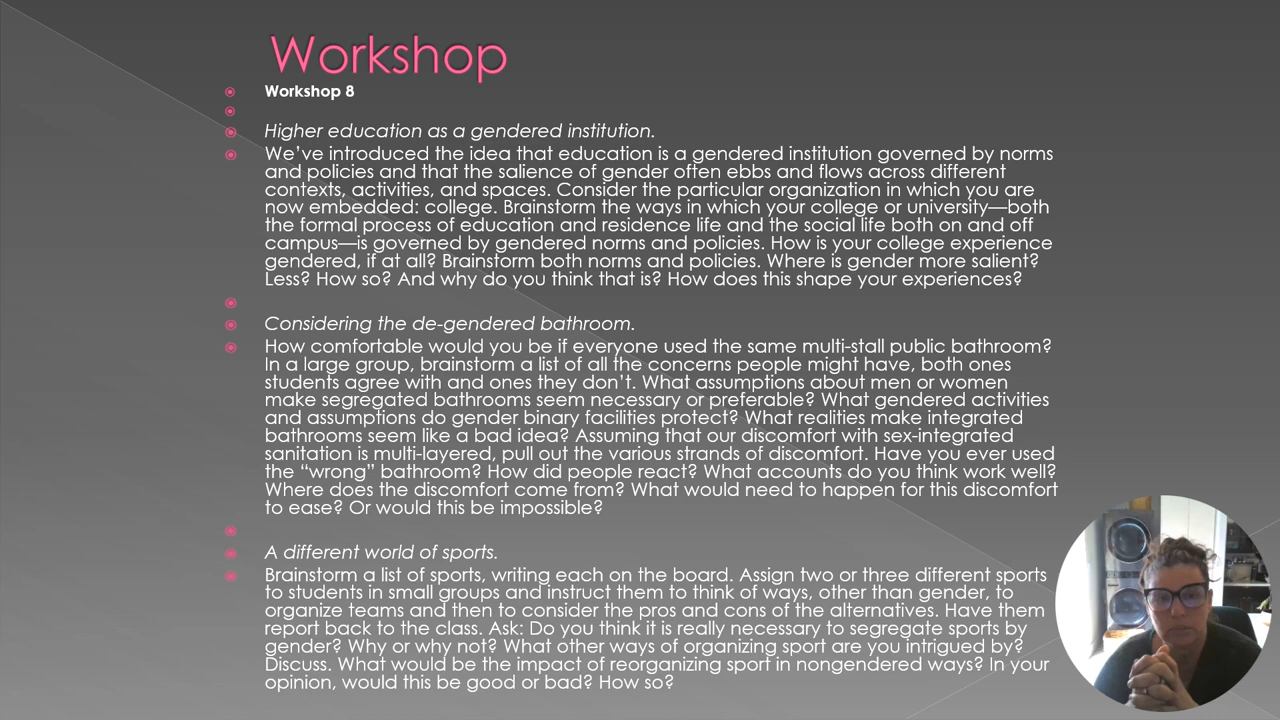 Workshop
Workshop 8
Higher education as a gendered institution.
We’ve introduced the idea that education is a gendered institution governed by norms
and policies and that the salience of gender often ebbs and flows across different
contexts, activities, and spaces. Consider the particular organization in which you are
now embedded: college. Brainstorm the ways in which your college or university—both
the formal process of education and residence life and the social life both on and off
campus—is governed by gendered norms and policies. How is your college experience
gendered, if at all? Brainstorm both norms and policies. Where is gender more salient?
Less? How so? And why do you think that is? How does this shape your experiences?
Considering the de-gendered bathroom.
How comfortable would you be if everyone used the same multi-stall public bathroom?
In a large group, brainstorm a list of all the concerns people might have, both ones
students agree with and ones they don’t. What assumptions about men or women
make segregated bathrooms seem necessary or preferable? What gendered activities
and assumptions do gender binary facilities protect? What realities make integrated
bathrooms seem like a bad idea? Assuming that our discomfort with sex-integrated
sanitation is multi-layered, pull out the various strands of discomfort. Have you ever used
the “wrong” bathroom? How did people react? What accounts do you think work well?
Where does the discomfort come from? What would need to happen for this discomfort
to ease? Or would this be impossible?
A different world of sports.
Brainstorm a list of sports, writing each on the board. Assign two or three different sports
to students in small groups and instruct them to think of ways, other than gender, to
organize teams and then to consider the pros and cons of the alternatives. Have them
report back to the class. Ask: Do you think it is really necessary to segregate sports by
gender? Why or why not? What other ways of organizing sport are you intrigued by?
Discuss. What would be the impact of reorganizing sport in nongendered ways? In your
opinion, would this be good or bad? How so?